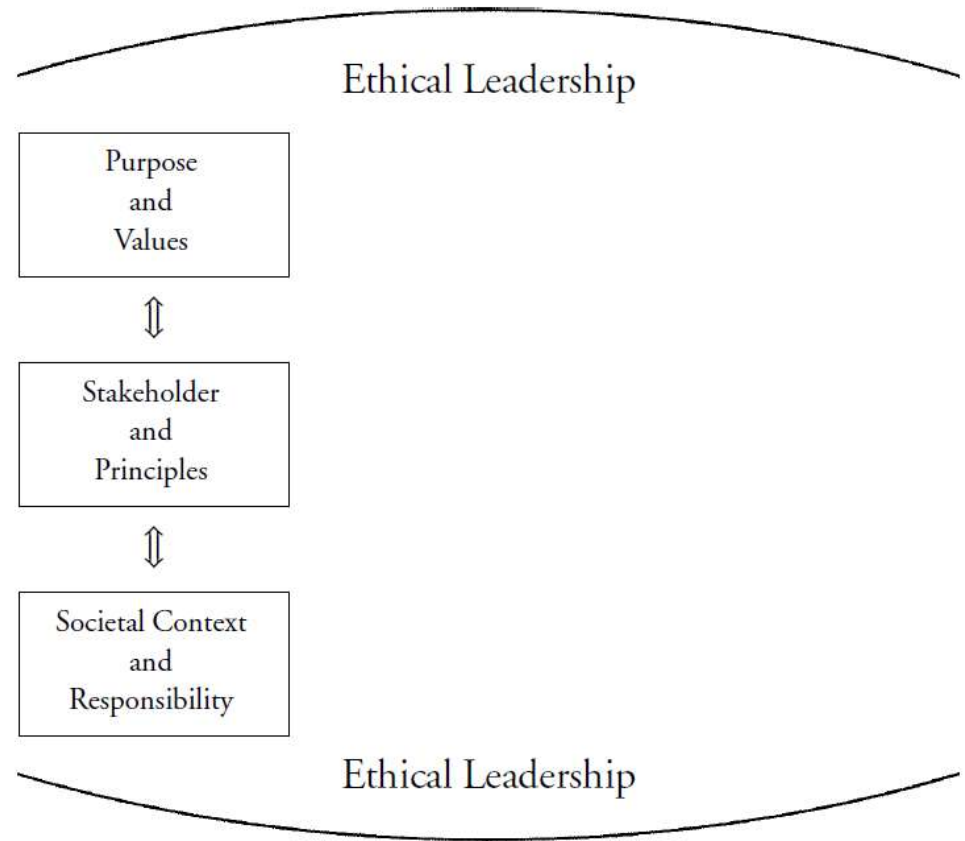 Ethical Leadership
Purpose
and
Values
⇕
Stakeholder
and
Principles
⇕
Societal Context
and
Responsibility
Ethical Leadership